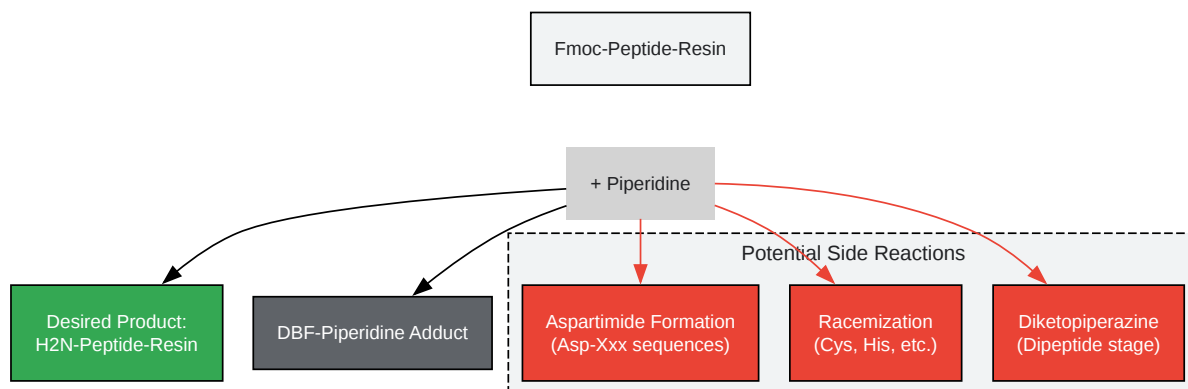 Fmoc-Peptide-Resin
+ Piperidine
Potential Side Reactions
Desired Product:
H2N-Peptide-Resin
DBF-Piperidine Adduct
Aspartimide Formation
(Asp-Xxx sequences)
Racemization
(Cys, His, etc.)
Diketopiperazine
(Dipeptide stage)